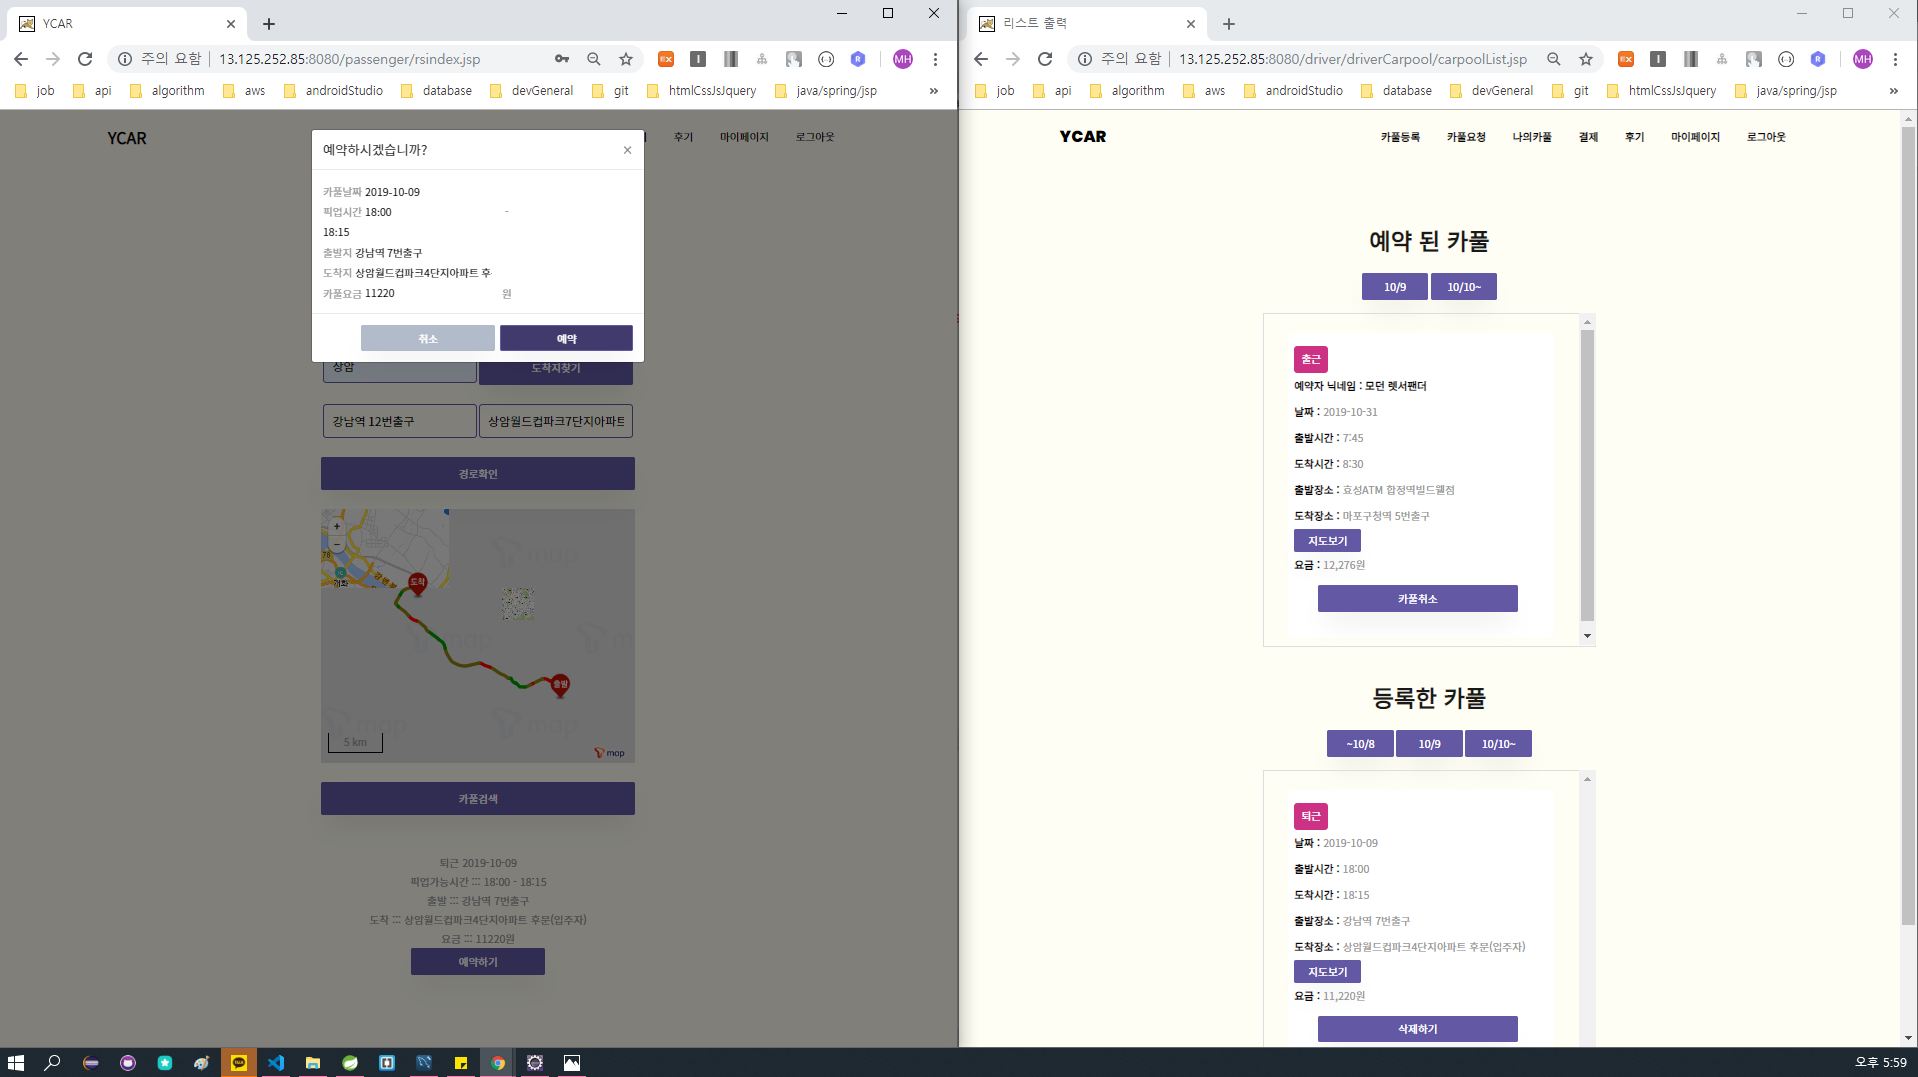 YCAR
주의 요함 | 13.125.252.85:8080/passenger/rsindex.jsp
MH
job api algorithm aws androidStudio database devGeneral git htmlCssJsJquery java/spring/jsp »
YCAR 후기 마이페이지 로그아웃
예약하시겠습니까? ×
카풀날짜 2019-10-09
픽업시간 18:00 -
18:15
출발지 강남역 7번출구
도착지 상암월드컵파크4단지아파트 후
카풀요금 11220 원
취소 예약
상암 도착지찾기
강남역 12번출구 상암월드컵파크7단지아파트
경로확인
도착
출발
5 km
map
카풀검색
퇴근 2019-10-09
픽업가능시간 ::: 18:00 - 18:15
출발 ::: 강남역 7번출구
도착 ::: 상암월드컵파크4단지아파트 후문(입주자)
요금 ::: 11220원
예약하기
리스트 출력
주의 요함 | 13.125.252.85:8080/driver/driverCarpool/carpoolList.jsp
MH
job api algorithm aws androidStudio database devGeneral git htmlCssJsJquery java/spring/jsp »
YCAR 카풀등록 카풀요청 나의카풀 결제 후기 마이페이지 로그아웃
예약 된 카풀
10/9 10/10~
출근
예약자 닉네임 : 모던 렛서팬더
날짜 : 2019-10-31
출발시간 : 7:45
도착시간 : 8:30
출발장소 : 효성ATM 합정역빌드웰점
도착장소 : 마포구청역 5번출구
지도보기
요금 : 12,276원
카풀취소
등록한 카풀
~10/8 10/9 10/10~
퇴근
날짜 : 2019-10-09
출발시간 : 18:00
도착시간 : 18:15
출발장소 : 강남역 7번출구
도착장소 : 상암월드컵파크4단지아파트 후문(입주자)
지도보기
요금 : 11,220원
삭제하기
오후 5:59